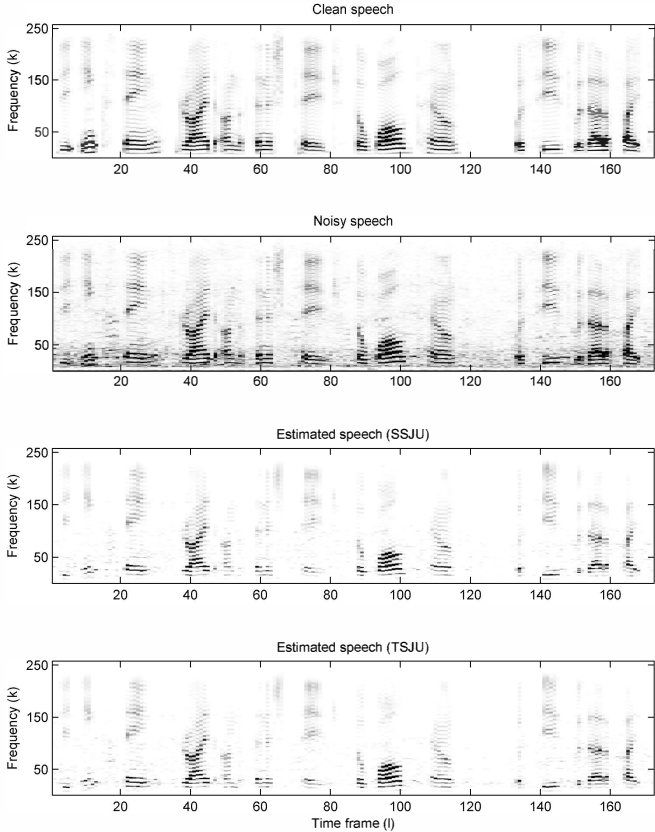 Clean speech
250
150
50
Frequency (k)
20 40 60 80 100 120 140 160
Noisy speech
250
150
50
Frequency (k)
20 40 60 80 100 120 140 160
Estimated speech (SSJU)
250
150
50
Frequency (k)
20 40 60 80 100 120 140 160
Estimated speech (TSJU)
250
150
50
Frequency (k)
20 40 60 80 100 120 140 160
Time frame (l)